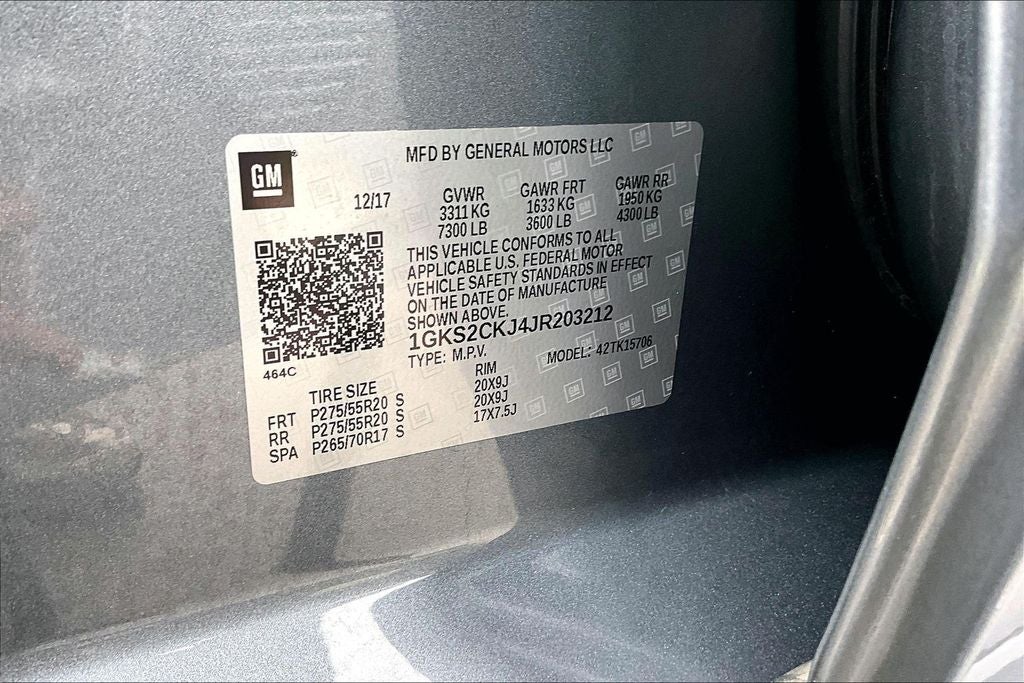 GM
MFD BY GENERAL MOTORS LLC
12/17
GVWR
3311 KG
7300 LB
GAWR FRT
1633 KG
3600 LB
GAWR RR
1950 KG
4300 LB
THIS VEHICLE CONFORMS TO ALL
APPLICABLE U.S. FEDERAL MOTOR
VEHICLE SAFETY STANDARDS IN EFFECT
ON THE DATE OF MANUFACTURE
SHOWN ABOVE.
1GKS2CKJ4JR203212
TYPE: M.P.V. MODEL: 42TK15706
464C
TIRE SIZE RIM
FRT P275/55R20 S 20X9J
RR P275/55R20 S 20X9J
SPA P265/70R17 S 17X7.5J